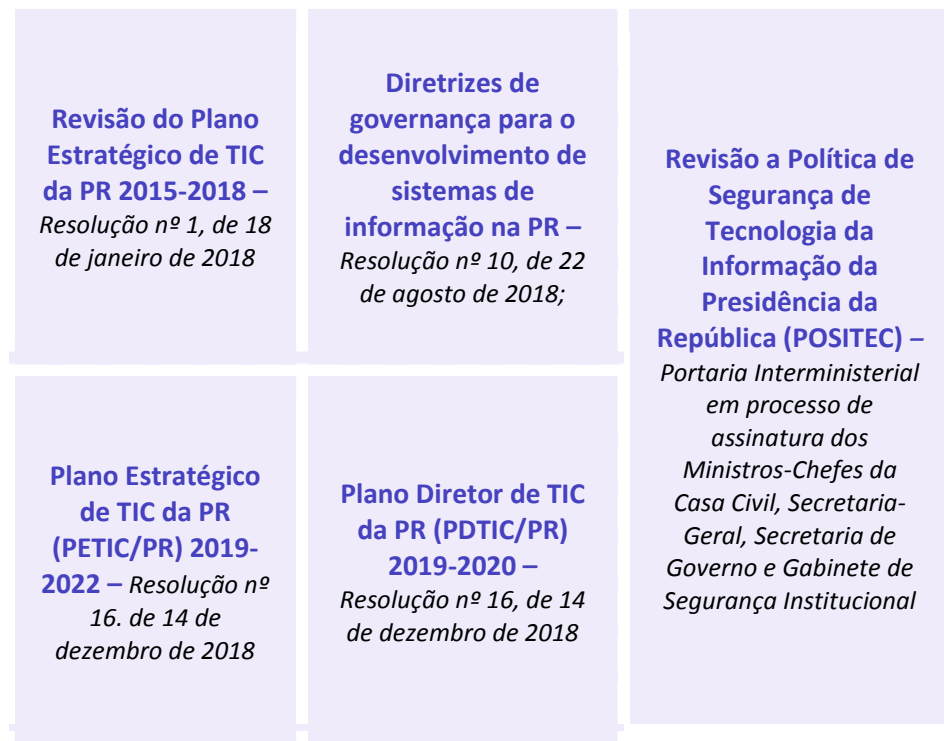 Revisão do Plano
Estratégico de TIC
da PR 2015-2018 –
Resolução nº 1, de 18
de janeiro de 2018
Diretrizes de
governança para o
desenvolvimento de
sistemas de
informação na PR –
Resolução nº 10, de 22
de agosto de 2018;
Revisão a Política de
Segurança de
Tecnologia da
Informação da
Presidência da
República (POSITEC) –
Portaria Interministerial
em processo de
assinatura dos
Ministros-Chefes da
Casa Civil, Secretaria-
Geral, Secretaria de
Governo e Gabinete de
Segurança Institucional
Plano Estratégico
de TIC da PR
(PETIC/PR) 2019-
2022 – Resolução nº
16. de 14 de
dezembro de 2018
Plano Diretor de TIC
da PR (PDTIC/PR)
2019-2020 –
Resolução nº 16, de 14
de dezembro de 2018